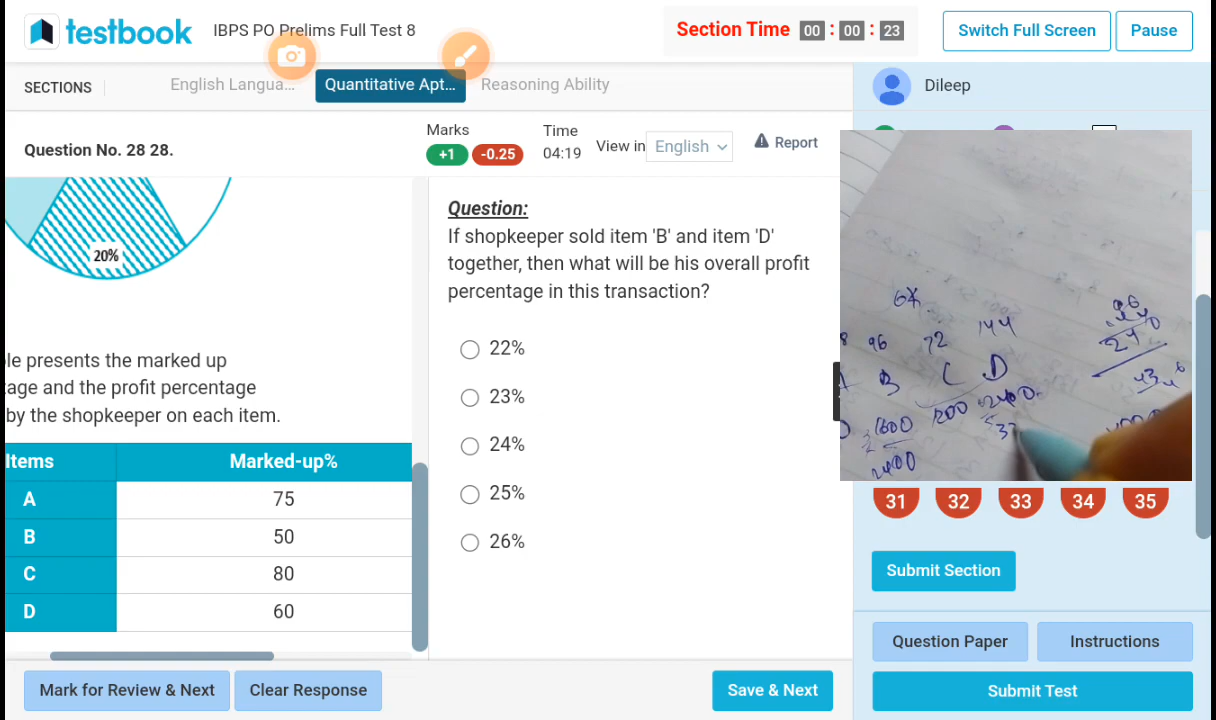 testbook
IBPS PO Prelims Full Test 8
Section Time 00 : 00 : 23
Switch Full Screen
Pause
SECTIONS
English Langua...
Quantitative Apt...
Reasoning Ability
Dileep
Question No. 28 28.
Marks
+1 -0.25
Time
04:19
View in English
Report
20%
le presents the marked up
age and the profit percentage
by the shopkeeper on each item.
Items Marked-up%
A 75
B 50
C 80
D 60
Question:
If shopkeeper sold item 'B' and item 'D'
together, then what will be his overall profit
percentage in this transaction?
22%
23%
24%
25%
26%
96 72 144
B C D
1600 1200 2400
2400
240
31 32 33 34 35
Submit Section
Question Paper
Instructions
Mark for Review & Next
Clear Response
Save & Next
Submit Test